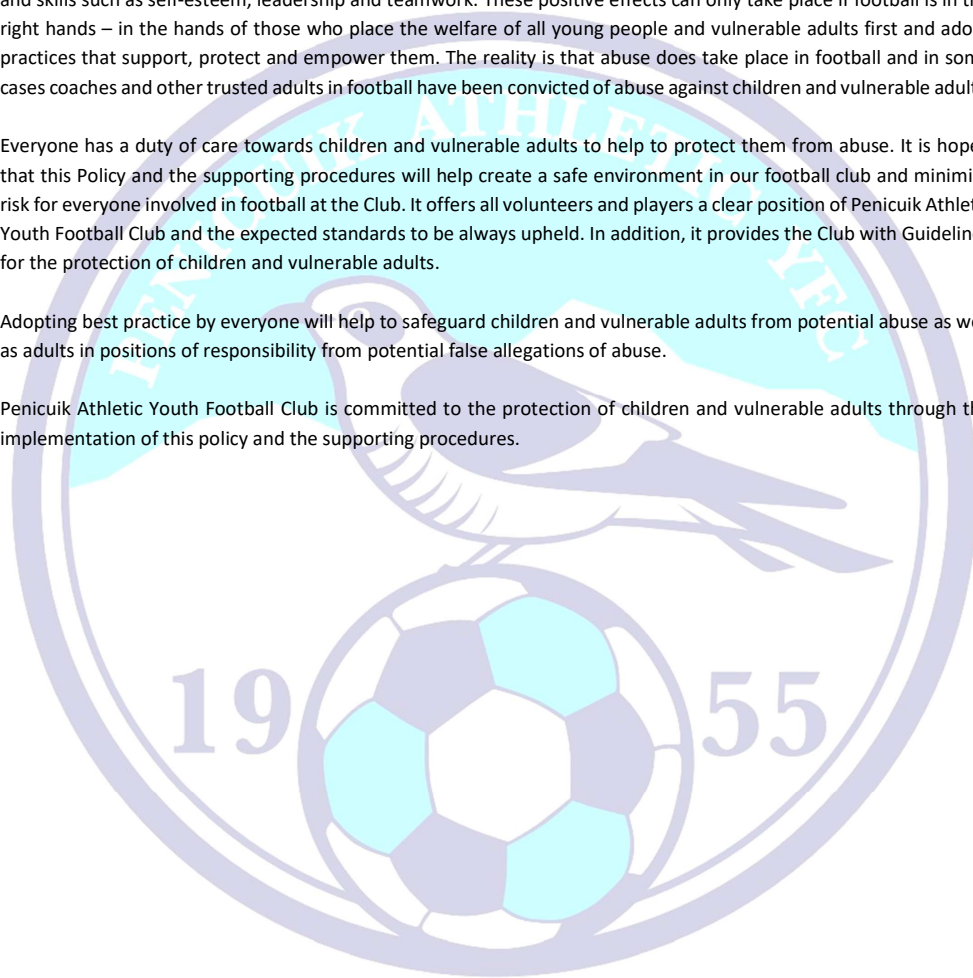 and skills such as self-esteem, leadership and teamwork. These positive effects can only take place if football is in th
right hands – in the hands of those who place the welfare of all young people and vulnerable adults first and ado
practices that support, protect and empower them. The reality is that abuse does take place in football and in som
cases coaches and other trusted adults in football have been convicted of abuse against children and vulnerable adult
Everyone has a duty of care towards children and vulnerable adults to help to protect them from abuse. It is hope
that this Policy and the supporting procedures will help create a safe environment in our football club and minimi
risk for everyone involved in football at the Club. It offers all volunteers and players a clear position of Penicuik Athlet
Youth Football Club and the expected standards to be always upheld. In addition, it provides the Club with Guidelin
for the protection of children and vulnerable adults.
Adopting best practice by everyone will help to safeguard children and vulnerable adults from potential abuse as we
as adults in positions of responsibility from potential false allegations of abuse.
Penicuik Athletic Youth Football Club is committed to the protection of children and vulnerable adults through th
implementation of this policy and the supporting procedures.
PENICUIK ATHLETIC YFC
19 55